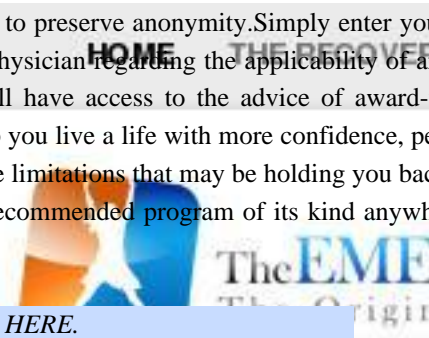 to preserve anonymity.Simply enter you
HOME THE RECOVER
hysician regarding the applicability of a
ll have access to the advice of award-
you live a life with more confidence, pe
e limitations that may be holding you bac
ecommended program of its kind anywh
The EME
The Origin
HERE.